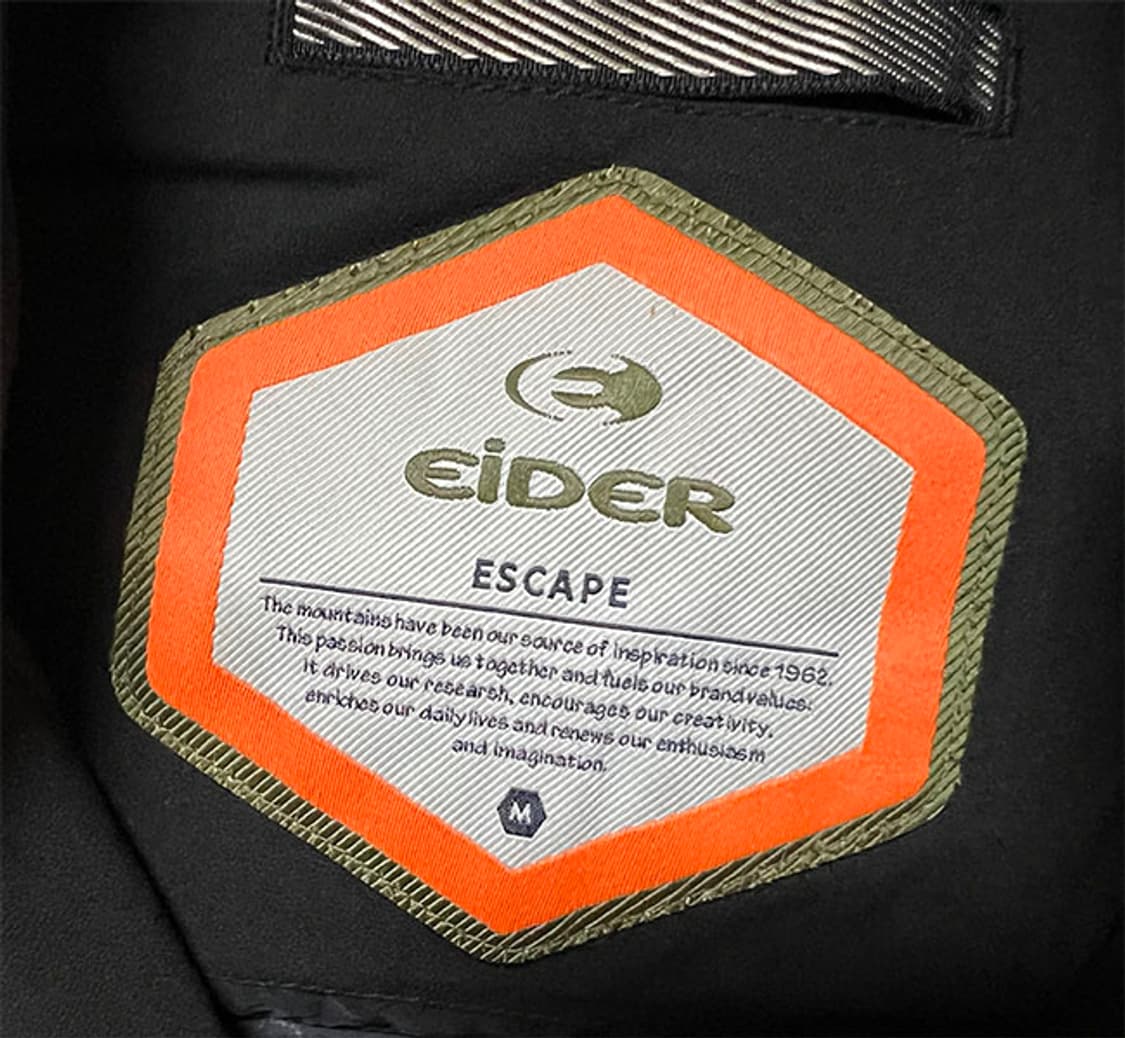 EiDER
ESCAPE
The mountains have been our source of inspiration since 1962.
This passion brings us together and fuels our brand values:
it drives our research, encourages our creativity,
enriches our daily lives and renews our enthusiasm
and imagination.
M